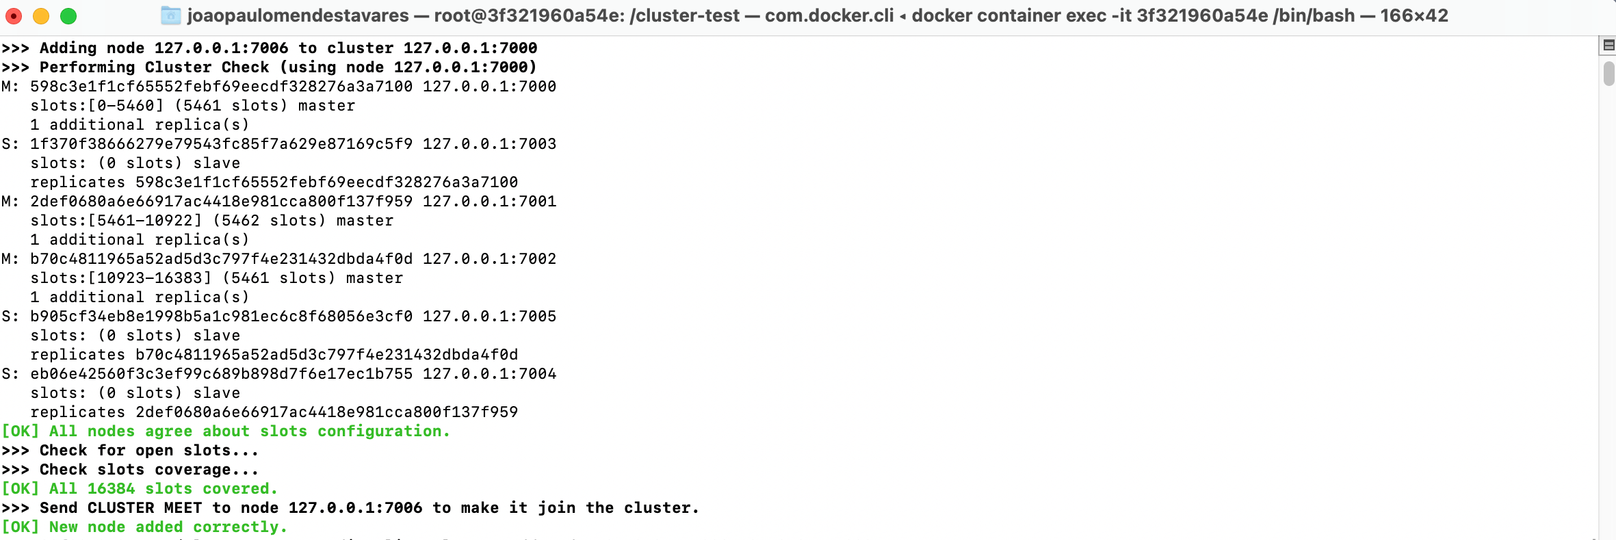 joaopaulomendestavares — root@3f321960a54e: /cluster-test — com.docker.cli ◂ docker container exec -it 3f321960a54e /bin/bash — 166×42
>>> Adding node 127.0.0.1:7006 to cluster 127.0.0.1:7000
>>> Performing Cluster Check (using node 127.0.0.1:7000)
M: 598c3e1f1cf65552febf69eecdf328276a3a7100 127.0.0.1:7000
   slots:[0-5460] (5461 slots) master
   1 additional replica(s)
S: 1f370f38666279e79543fc85f7a629e87169c5f9 127.0.0.1:7003
   slots: (0 slots) slave
   replicates 598c3e1f1cf65552febf69eecdf328276a3a7100
M: 2def0680a6e66917ac4418e981cca800f137f959 127.0.0.1:7001
   slots:[5461-10922] (5462 slots) master
   1 additional replica(s)
M: b70c4811965a52ad5d3c797f4e231432dbda4f0d 127.0.0.1:7002
   slots:[10923-16383] (5461 slots) master
   1 additional replica(s)
S: b905cf34eb8e1998b5a1c981ec6c8f68056e3cf0 127.0.0.1:7005
   slots: (0 slots) slave
   replicates b70c4811965a52ad5d3c797f4e231432dbda4f0d
S: eb06e42560f3c3ef99c689b898d7f6e17ec1b755 127.0.0.1:7004
   slots: (0 slots) slave
   replicates 2def0680a6e66917ac4418e981cca800f137f959
[OK] All nodes agree about slots configuration.
>>> Check for open slots...
>>> Check slots coverage...
[OK] All 16384 slots covered.
>>> Send CLUSTER MEET to node 127.0.0.1:7006 to make it join the cluster.
[OK] New node added correctly.